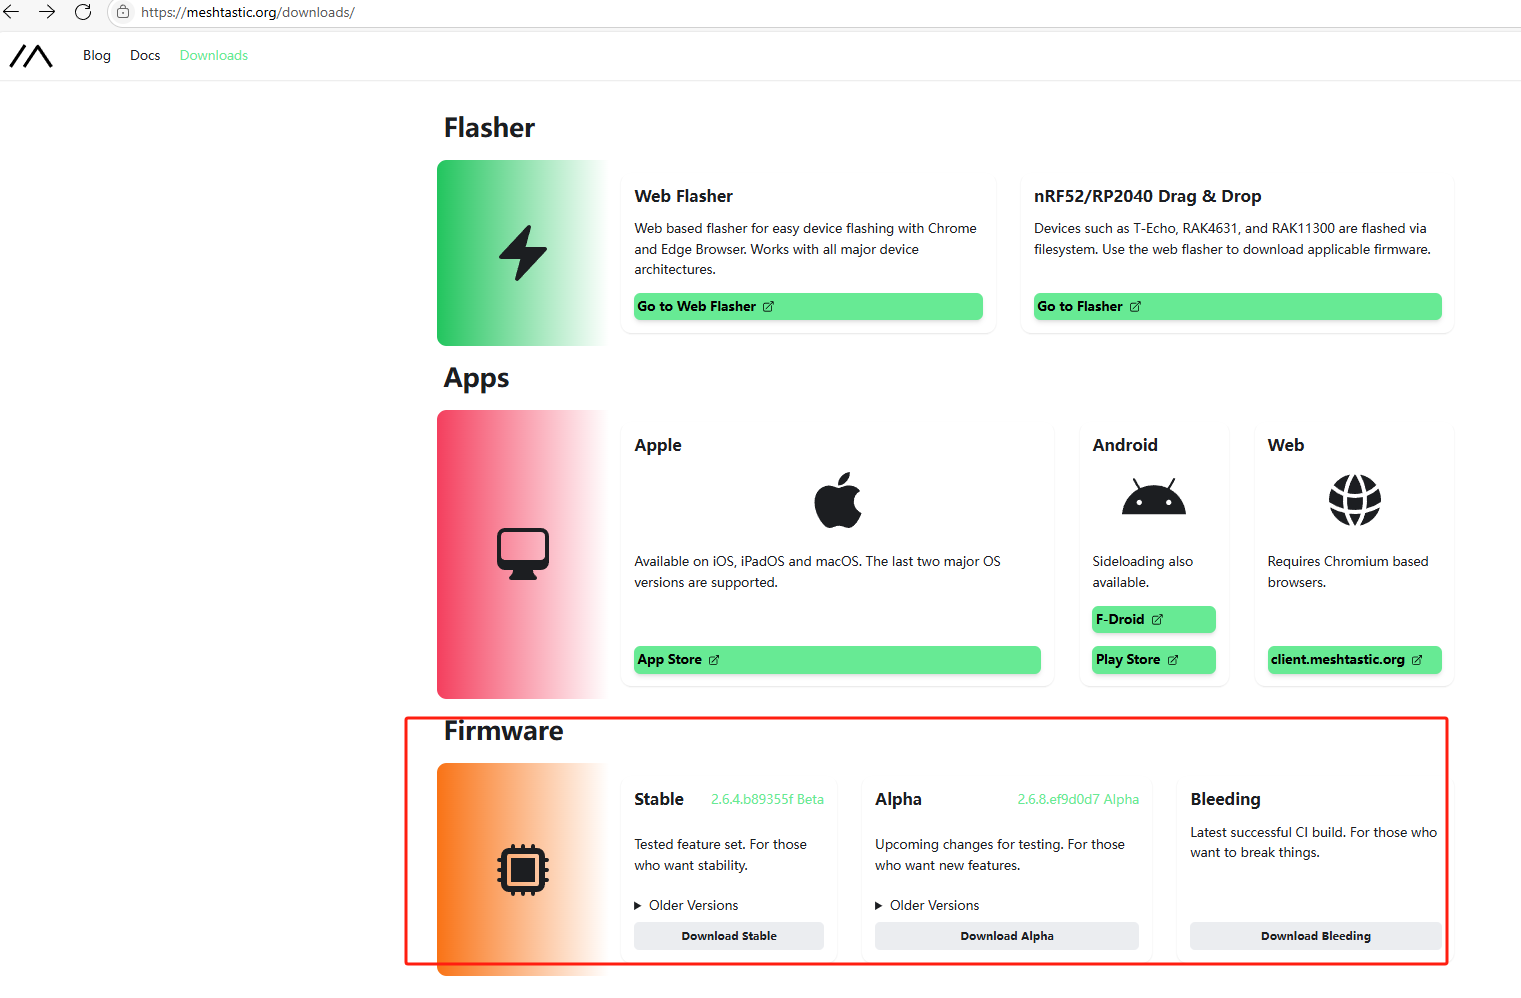 https://meshtastic.org/downloads/
Blog Docs Downloads
Flasher
Web Flasher
Web based flasher for easy device flashing with Chrome
and Edge Browser. Works with all major device
architectures.
Go to Web Flasher
nRF52/RP2040 Drag & Drop
Devices such as T-Echo, RAK4631, and RAK11300 are flashed via
filesystem. Use the web flasher to download applicable firmware.
Go to Flasher
Apps
Apple
Available on iOS, iPadOS and macOS. The last two major OS
versions are supported.
App Store
Android
Sideloading also
available.
F-Droid
Play Store
Web
Requires Chromium based
browsers.
client.meshtastic.org
Firmware
Stable 2.6.4.b89355f Beta
Tested feature set. For those
who want stability.
Older Versions
Download Stable
Alpha 2.6.8.ef9d0d7 Alpha
Upcoming changes for testing. For those
who want new features.
Older Versions
Download Alpha
Bleeding
Latest successful CI build. For those who
want to break things.
Download Bleeding